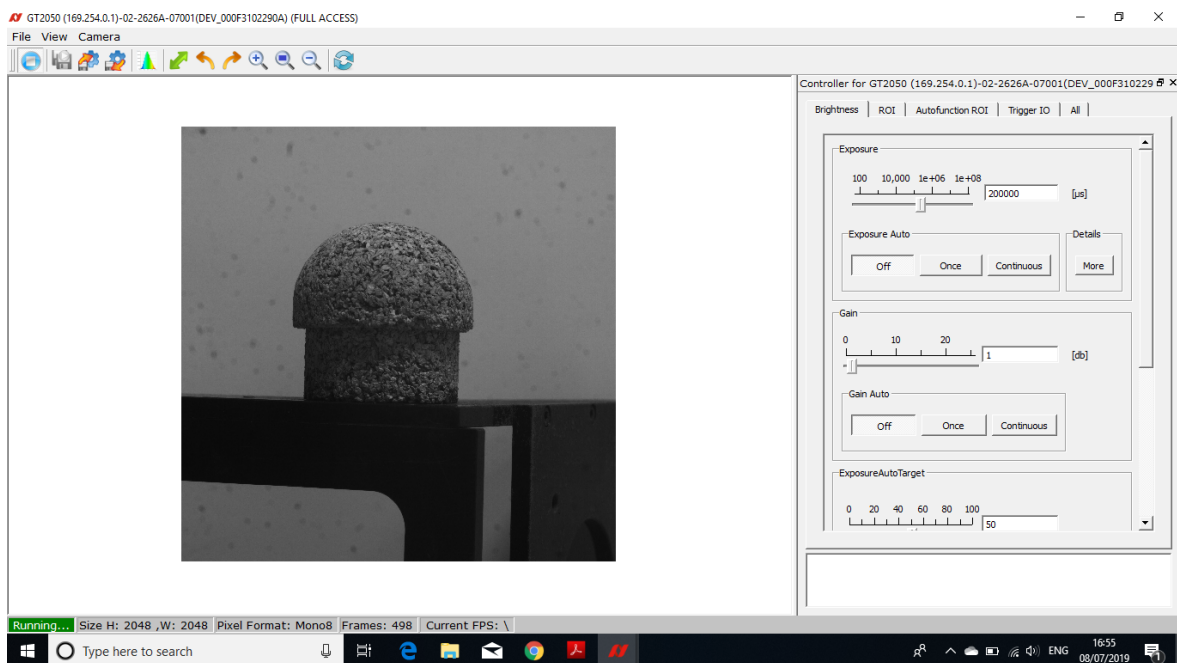 GT2050 (169.254.0.1)-02-2626A-07001(DEV_000F3102290A) (FULL ACCESS)
File View Camera
Controller for GT2050 (169.254.0.1)-02-2626A-07001(DEV_000F310229
Brightness ROI Autofunction ROI Trigger IO All
Exposure
100 10,000 1e+06 1e+08
200000 [µs]
Exposure Auto Details
Off Once Continuous More
Gain
0 10 20
1 [db]
Gain Auto
Off Once Continuous
ExposureAutoTarget
0 20 40 60 80 100
50
Running... Size H: 2048 ,W: 2048 Pixel Format: Mono8 Frames: 498 Current FPS: \
Type here to search
ENG
16:55
08/07/2019
1